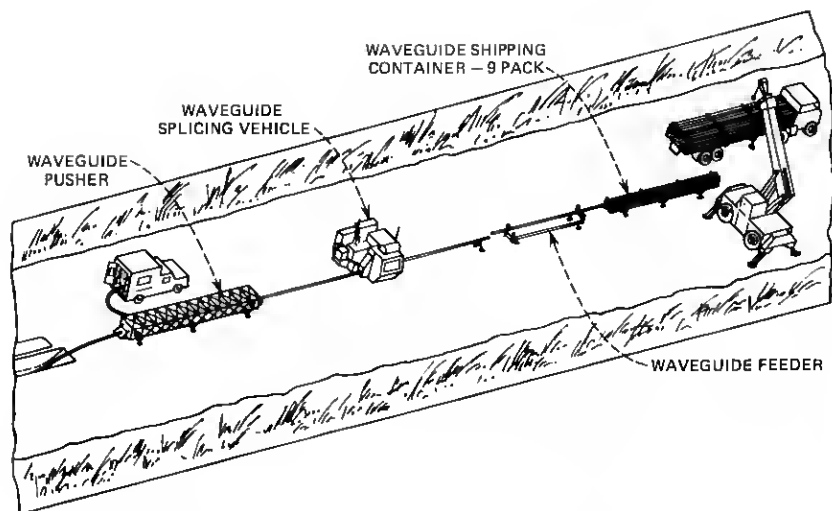 WAVEGUIDE SHIPPING
CONTAINER – 9 PACK
WAVEGUIDE
SPLICING VEHICLE
WAVEGUIDE
PUSHER
WAVEGUIDE FEEDER